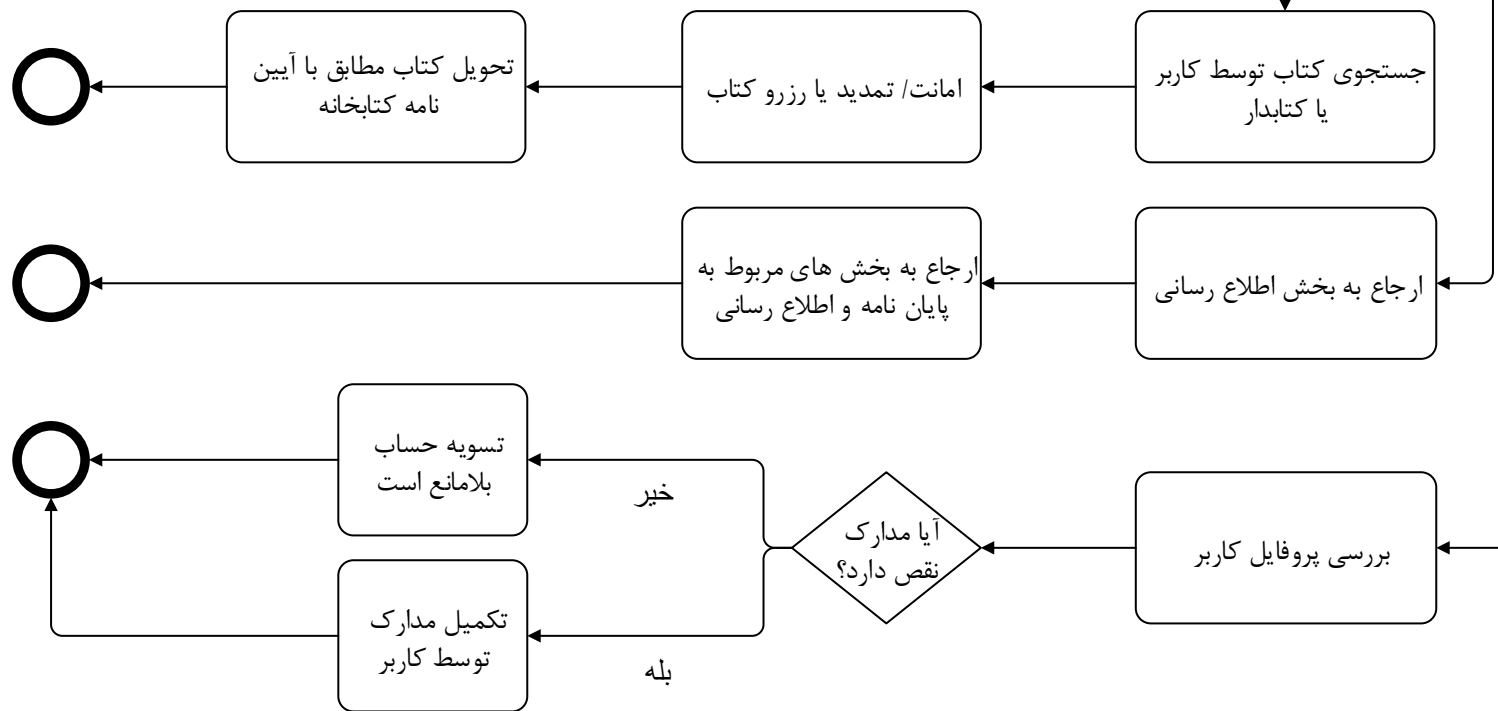 جستجوی کتاب توسط کاربر
یا کتابدار
امانت/ تمدید یا رزرو کتاب
تحویل کتاب مطابق با آیین
نامه کتابخانه
ارجاع به بخش اطلاع رسانی
ارجاع به بخش های مربوط به
پایان نامه و اطلاع رسانی
بررسی پروفایل کاربر
آیا مدارک
نقص دارد؟
خیر
تسویه حساب
بلامانع است
بله
تکمیل مدارک
توسط کاربر